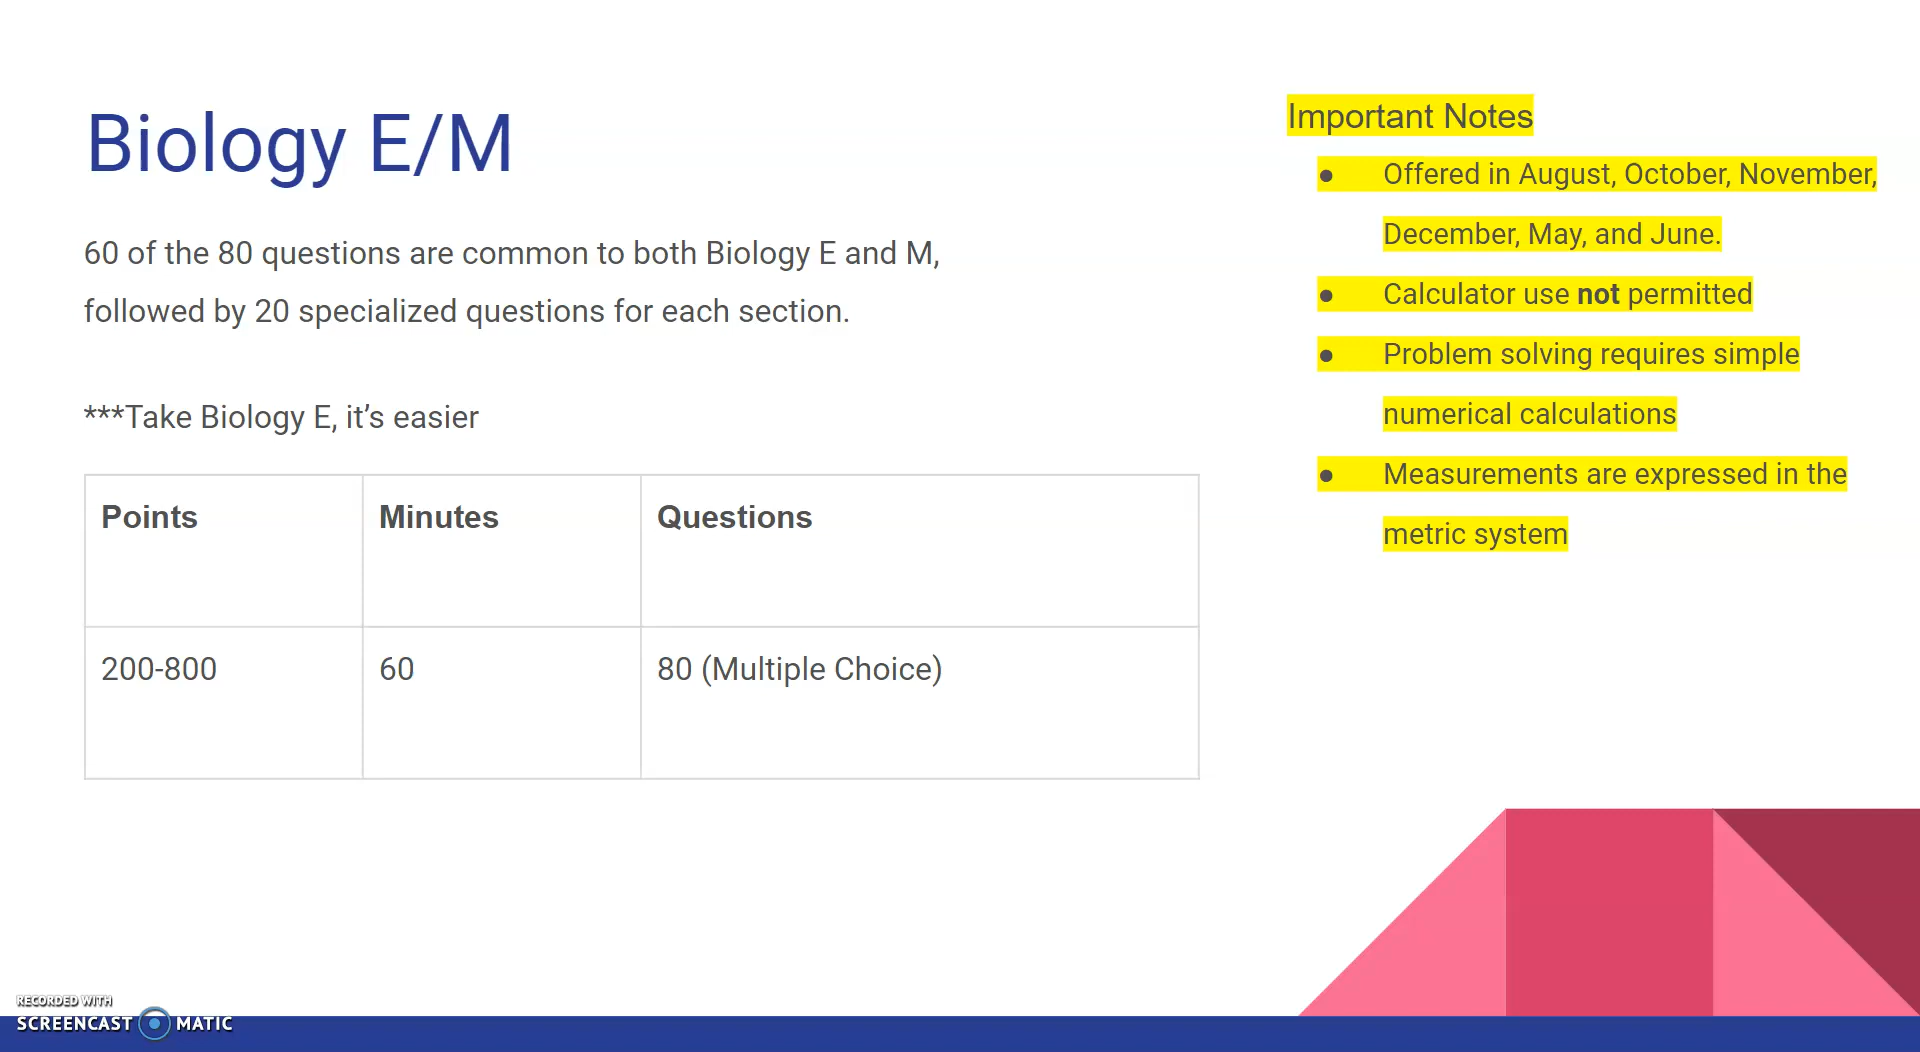 Biology E/M
60 of the 80 questions are common to both Biology E and M,
followed by 20 specialized questions for each section.
***Take Biology E, it’s easier
Points Minutes Questions
200-800 60 80 (Multiple Choice)
Important Notes
● Offered in August, October, November,
December, May, and June.
● Calculator use not permitted
● Problem solving requires simple
numerical calculations
● Measurements are expressed in the
metric system
RECORDED WITH
SCREENCAST MATIC